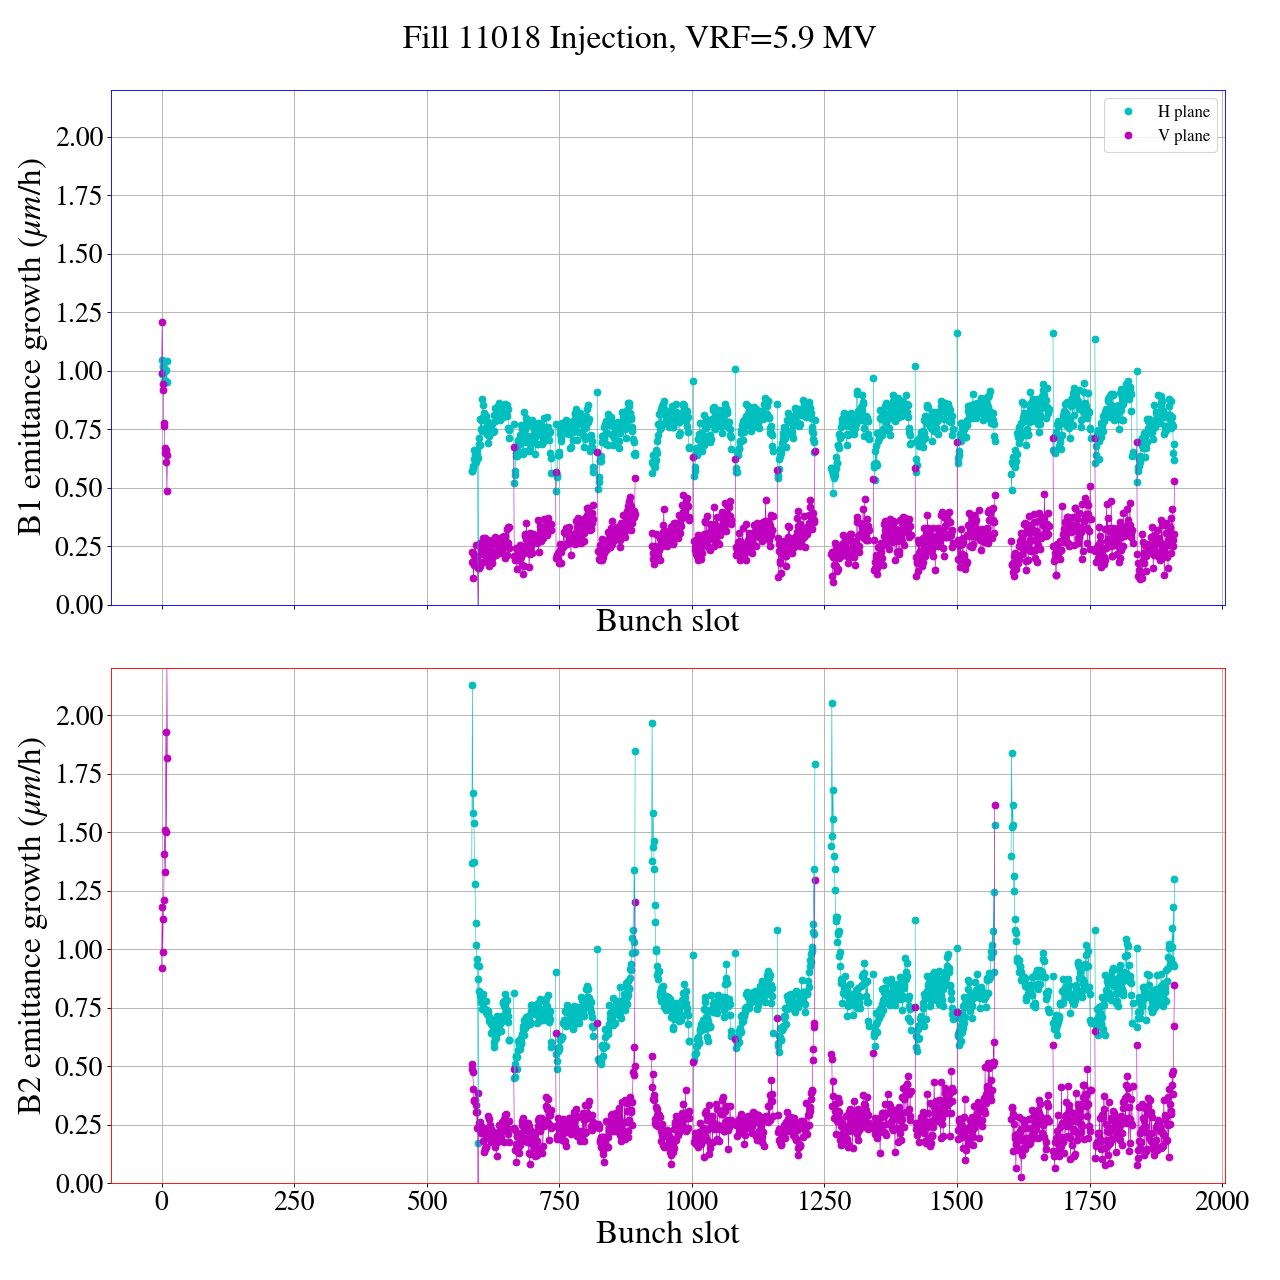 Fill 11018 Injection, VRF=5.9 MV
H plane
V plane
B1 emittance growth (μm/h)
2.00
1.75
1.50
1.25
1.00
0.75
0.50
0.25
0.00
Bunch slot
B2 emittance growth (μm/h)
2.00
1.75
1.50
1.25
1.00
0.75
0.50
0.25
0.00
0 250 500 750 1000 1250 1500 1750 2000
Bunch slot